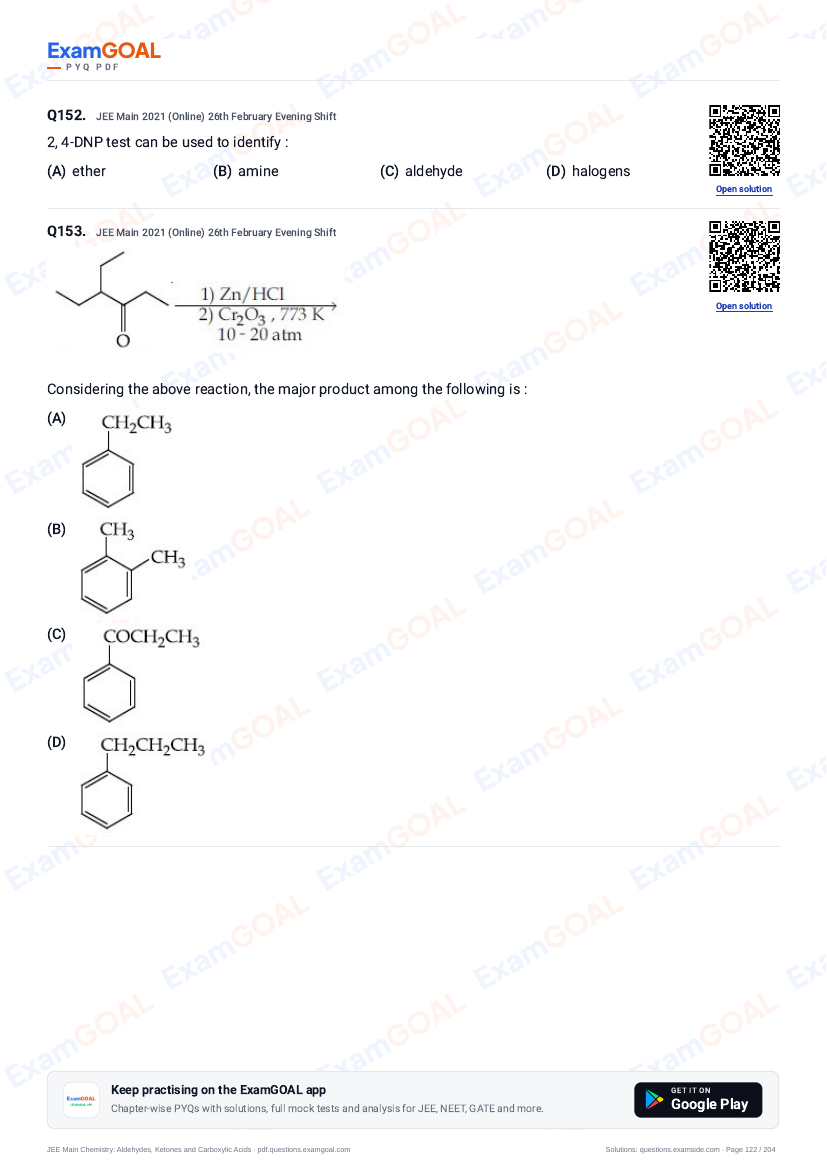 ExamGOAL
PYQ PDF
Q152. JEE Main 2021 (Online) 26th February Evening Shift
2, 4-DNP test can be used to identify :
(A) ether (B) amine (C) aldehyde (D) halogens
Open solution
Q153. JEE Main 2021 (Online) 26th February Evening Shift
Open solution
1) Zn/HCl
2) Cr₂O₃ , 773 K
10 - 20 atm
O
Considering the above reaction, the major product among the following is :
(A) CH₂CH₃
(B) CH₃
CH₃
(C) COCH₂CH₃
(D) CH₂CH₂CH₃
Keep practising on the ExamGOAL app
Chapter-wise PYQs with solutions, full mock tests and analysis for JEE, NEET, GATE and more.
ExamGOAL
GET IT ON
Google Play
JEE Main Chemistry: Aldehydes, Ketones and Carboxylic Acids · pdf.questions.examgoal.com
Solutions: questions.examside.com · Page 122 / 204